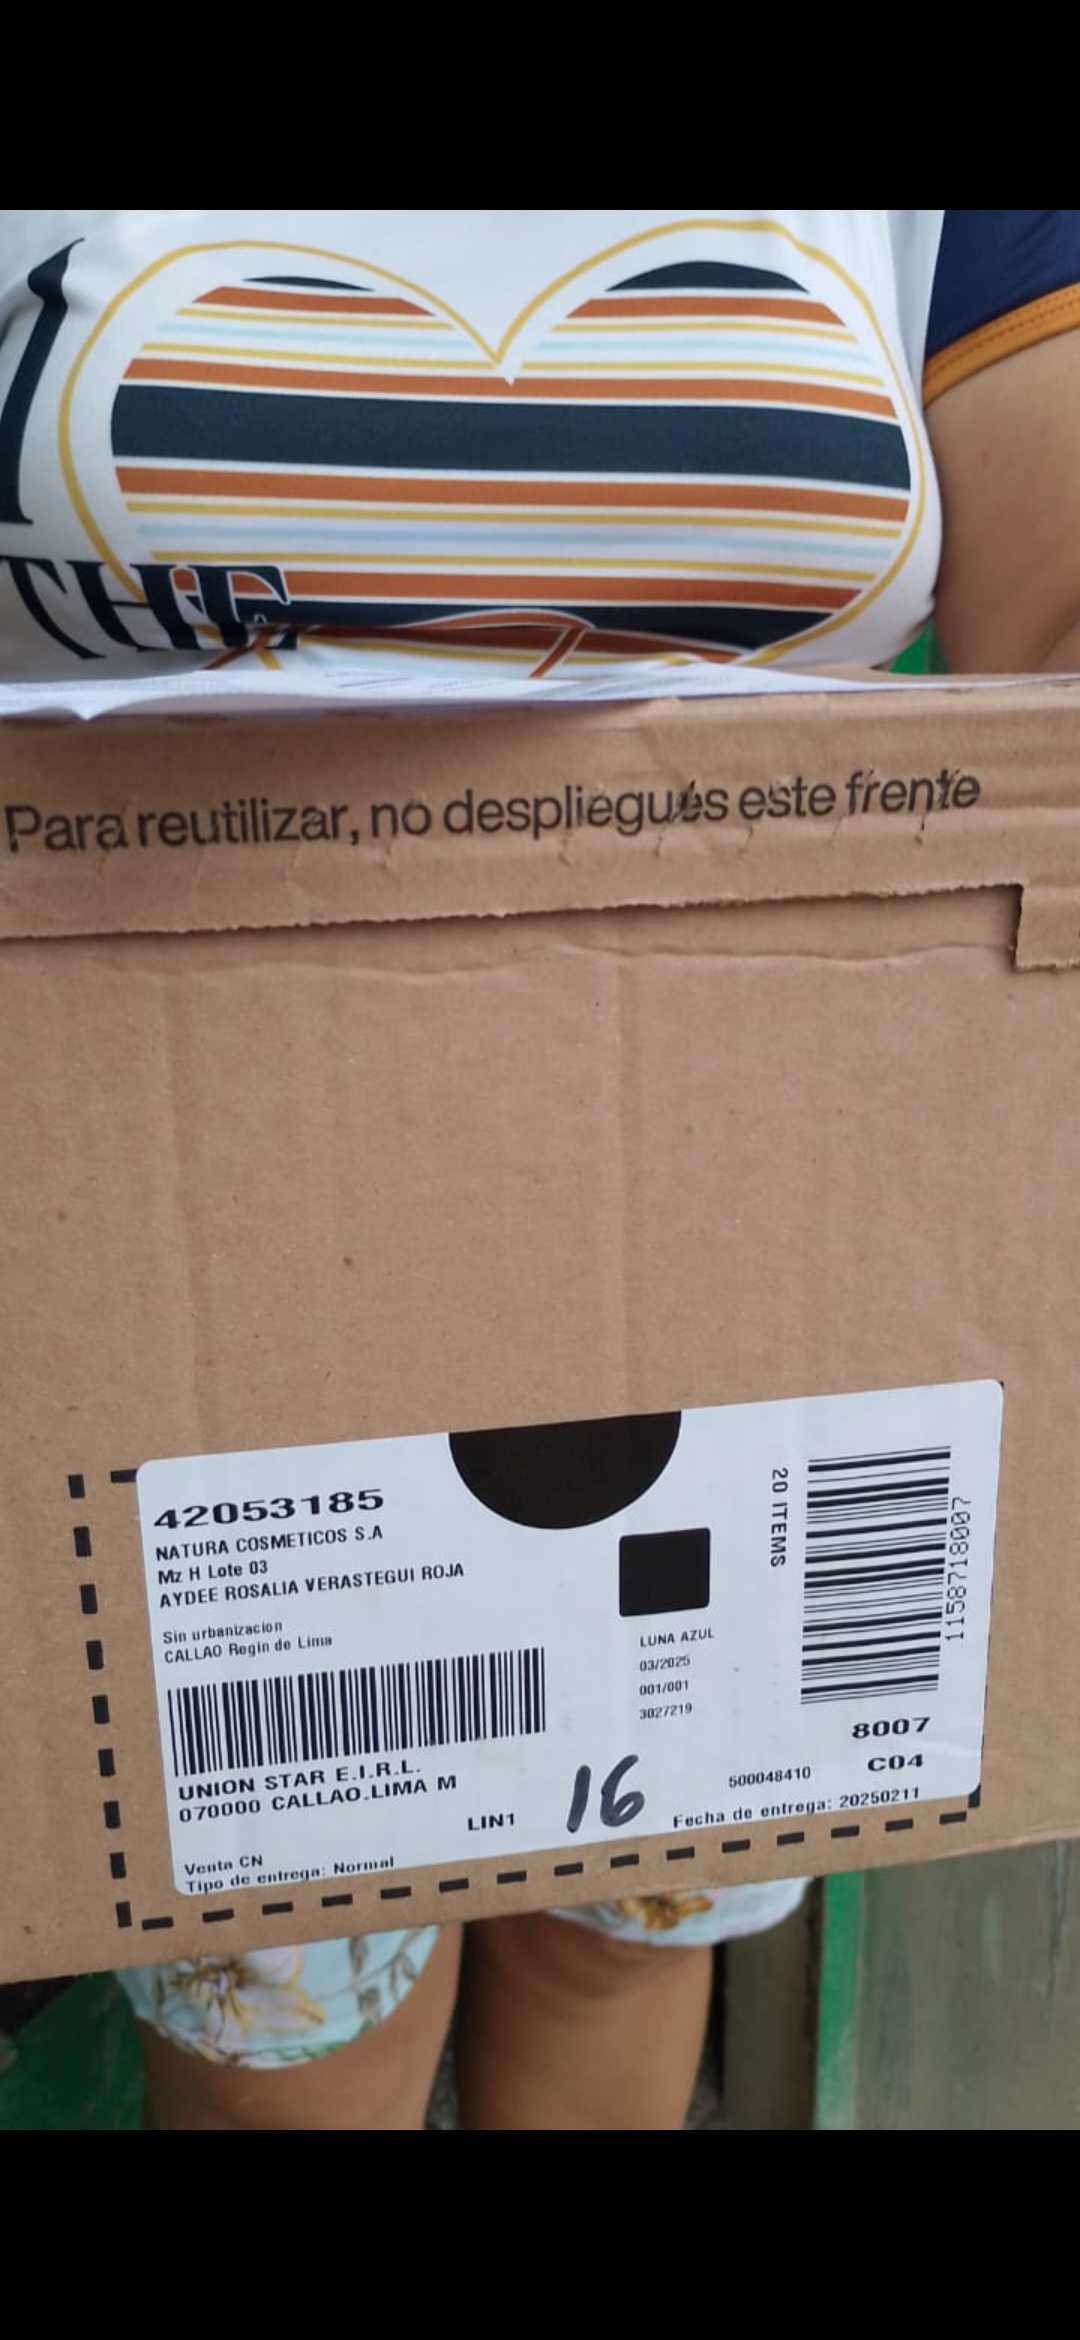 I
THE
Para reutilizar, no despliegues este frente
42053185
NATURA COSMETICOS S.A
Mz H Lote 03
AYDEE ROSALIA VERASTEGUI ROJA
Sin urbanizacion
CALLAO Regin de Lima
UNION STAR E.I.R.L.
070000 CALLAO.LIMA M
LIN1
16
Venta CN
Tipo de entrega: Normal
LUNA AZUL
03/2025
001/001
3027219
20 ITEMS
1158718007
8007
C04
500048410
Fecha de entrega: 20250211